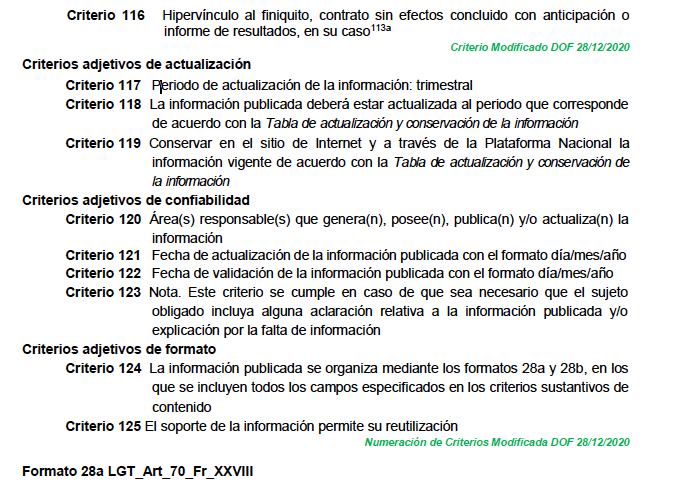 Criterio 116 Hipervínculo al finiquito, contrato sin efectos concluido con anticipación o
informe de resultados, en su caso113a
Criterio Modificado DOF 28/12/2020
Criterios adjetivos de actualización
Criterio 117 Periodo de actualización de la información: trimestral
Criterio 118 La información publicada deberá estar actualizada al periodo que corresponde
de acuerdo con la Tabla de actualización y conservación de la información
Criterio 119 Conservar en el sitio de Internet y a través de la Plataforma Nacional la
información vigente de acuerdo con la Tabla de actualización y conservación de
la información
Criterios adjetivos de confiabilidad
Criterio 120 Área(s) responsable(s) que genera(n), posee(n), publica(n) y/o actualiza(n) la
información
Criterio 121 Fecha de actualización de la información publicada con el formato día/mes/año
Criterio 122 Fecha de validación de la información publicada con el formato día/mes/año
Criterio 123 Nota. Este criterio se cumple en caso de que sea necesario que el sujeto
obligado incluya alguna aclaración relativa a la información publicada y/o
explicación por la falta de información
Criterios adjetivos de formato
Criterio 124 La información publicada se organiza mediante los formatos 28a y 28b, en los
que se incluyen todos los campos especificados en los criterios sustantivos de
contenido
Criterio 125 El soporte de la información permite su reutilización
Numeración de Criterios Modificada DOF 28/12/2020
Formato 28a LGT_Art_70_Fr_XXVIII